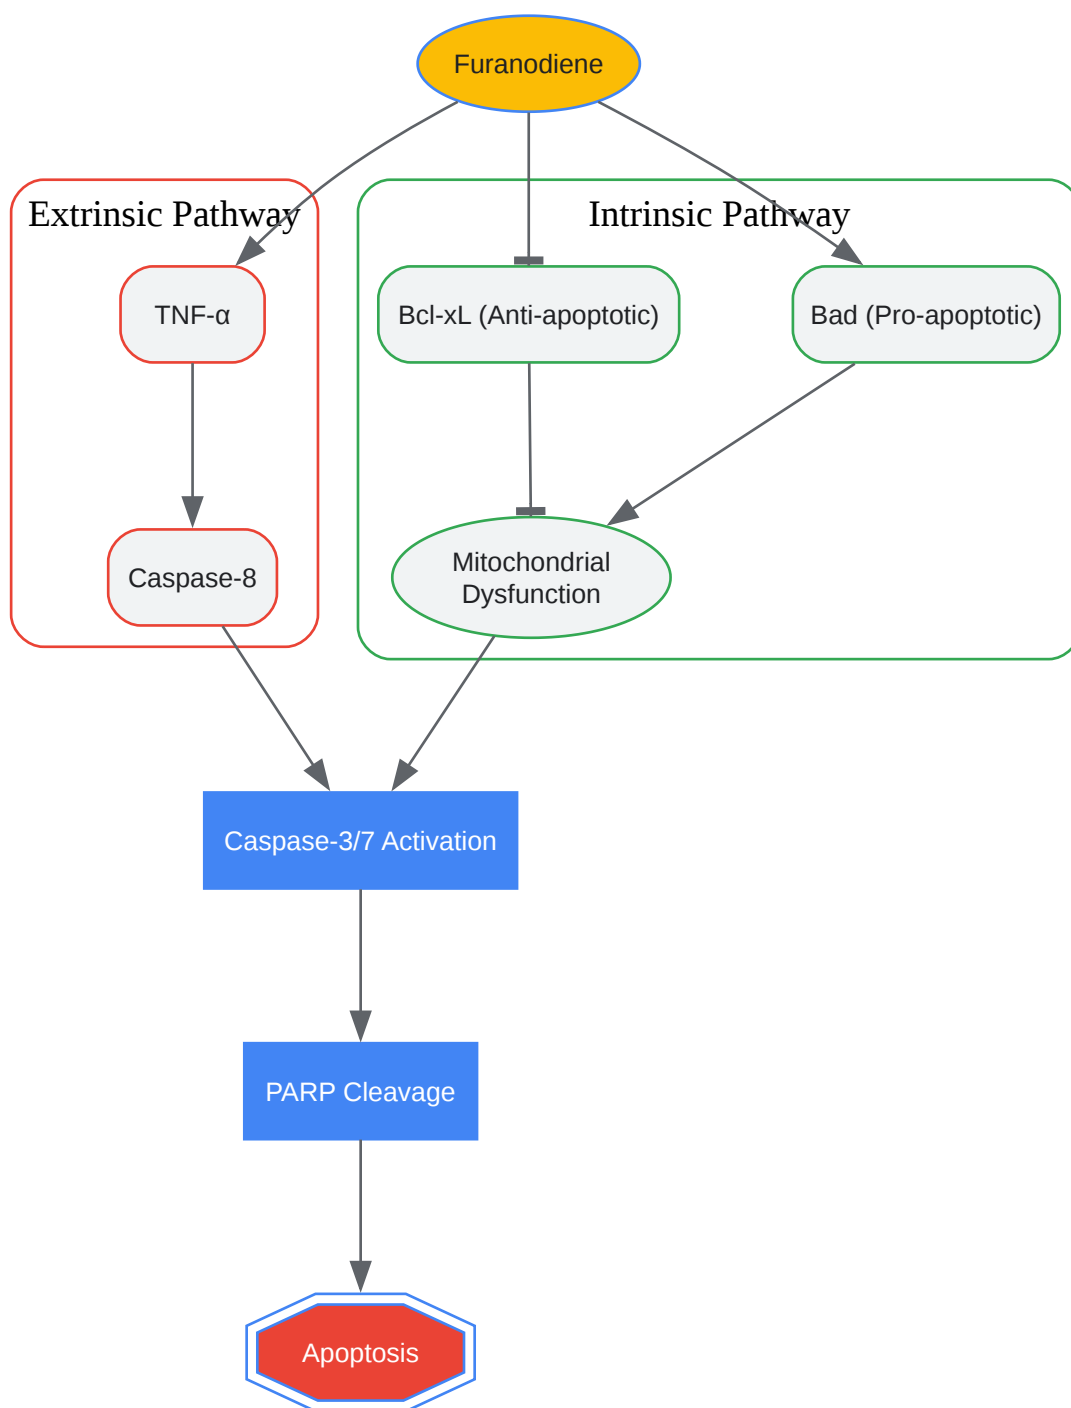 Furanodiene
Extrinsic Pathway
Intrinsic Pathway
TNF-α
Bcl-xL (Anti-apoptotic)
Bad (Pro-apoptotic)
Caspase-8
Mitochondrial
Dysfunction
Caspase-3/7 Activation
PARP Cleavage
Apoptosis